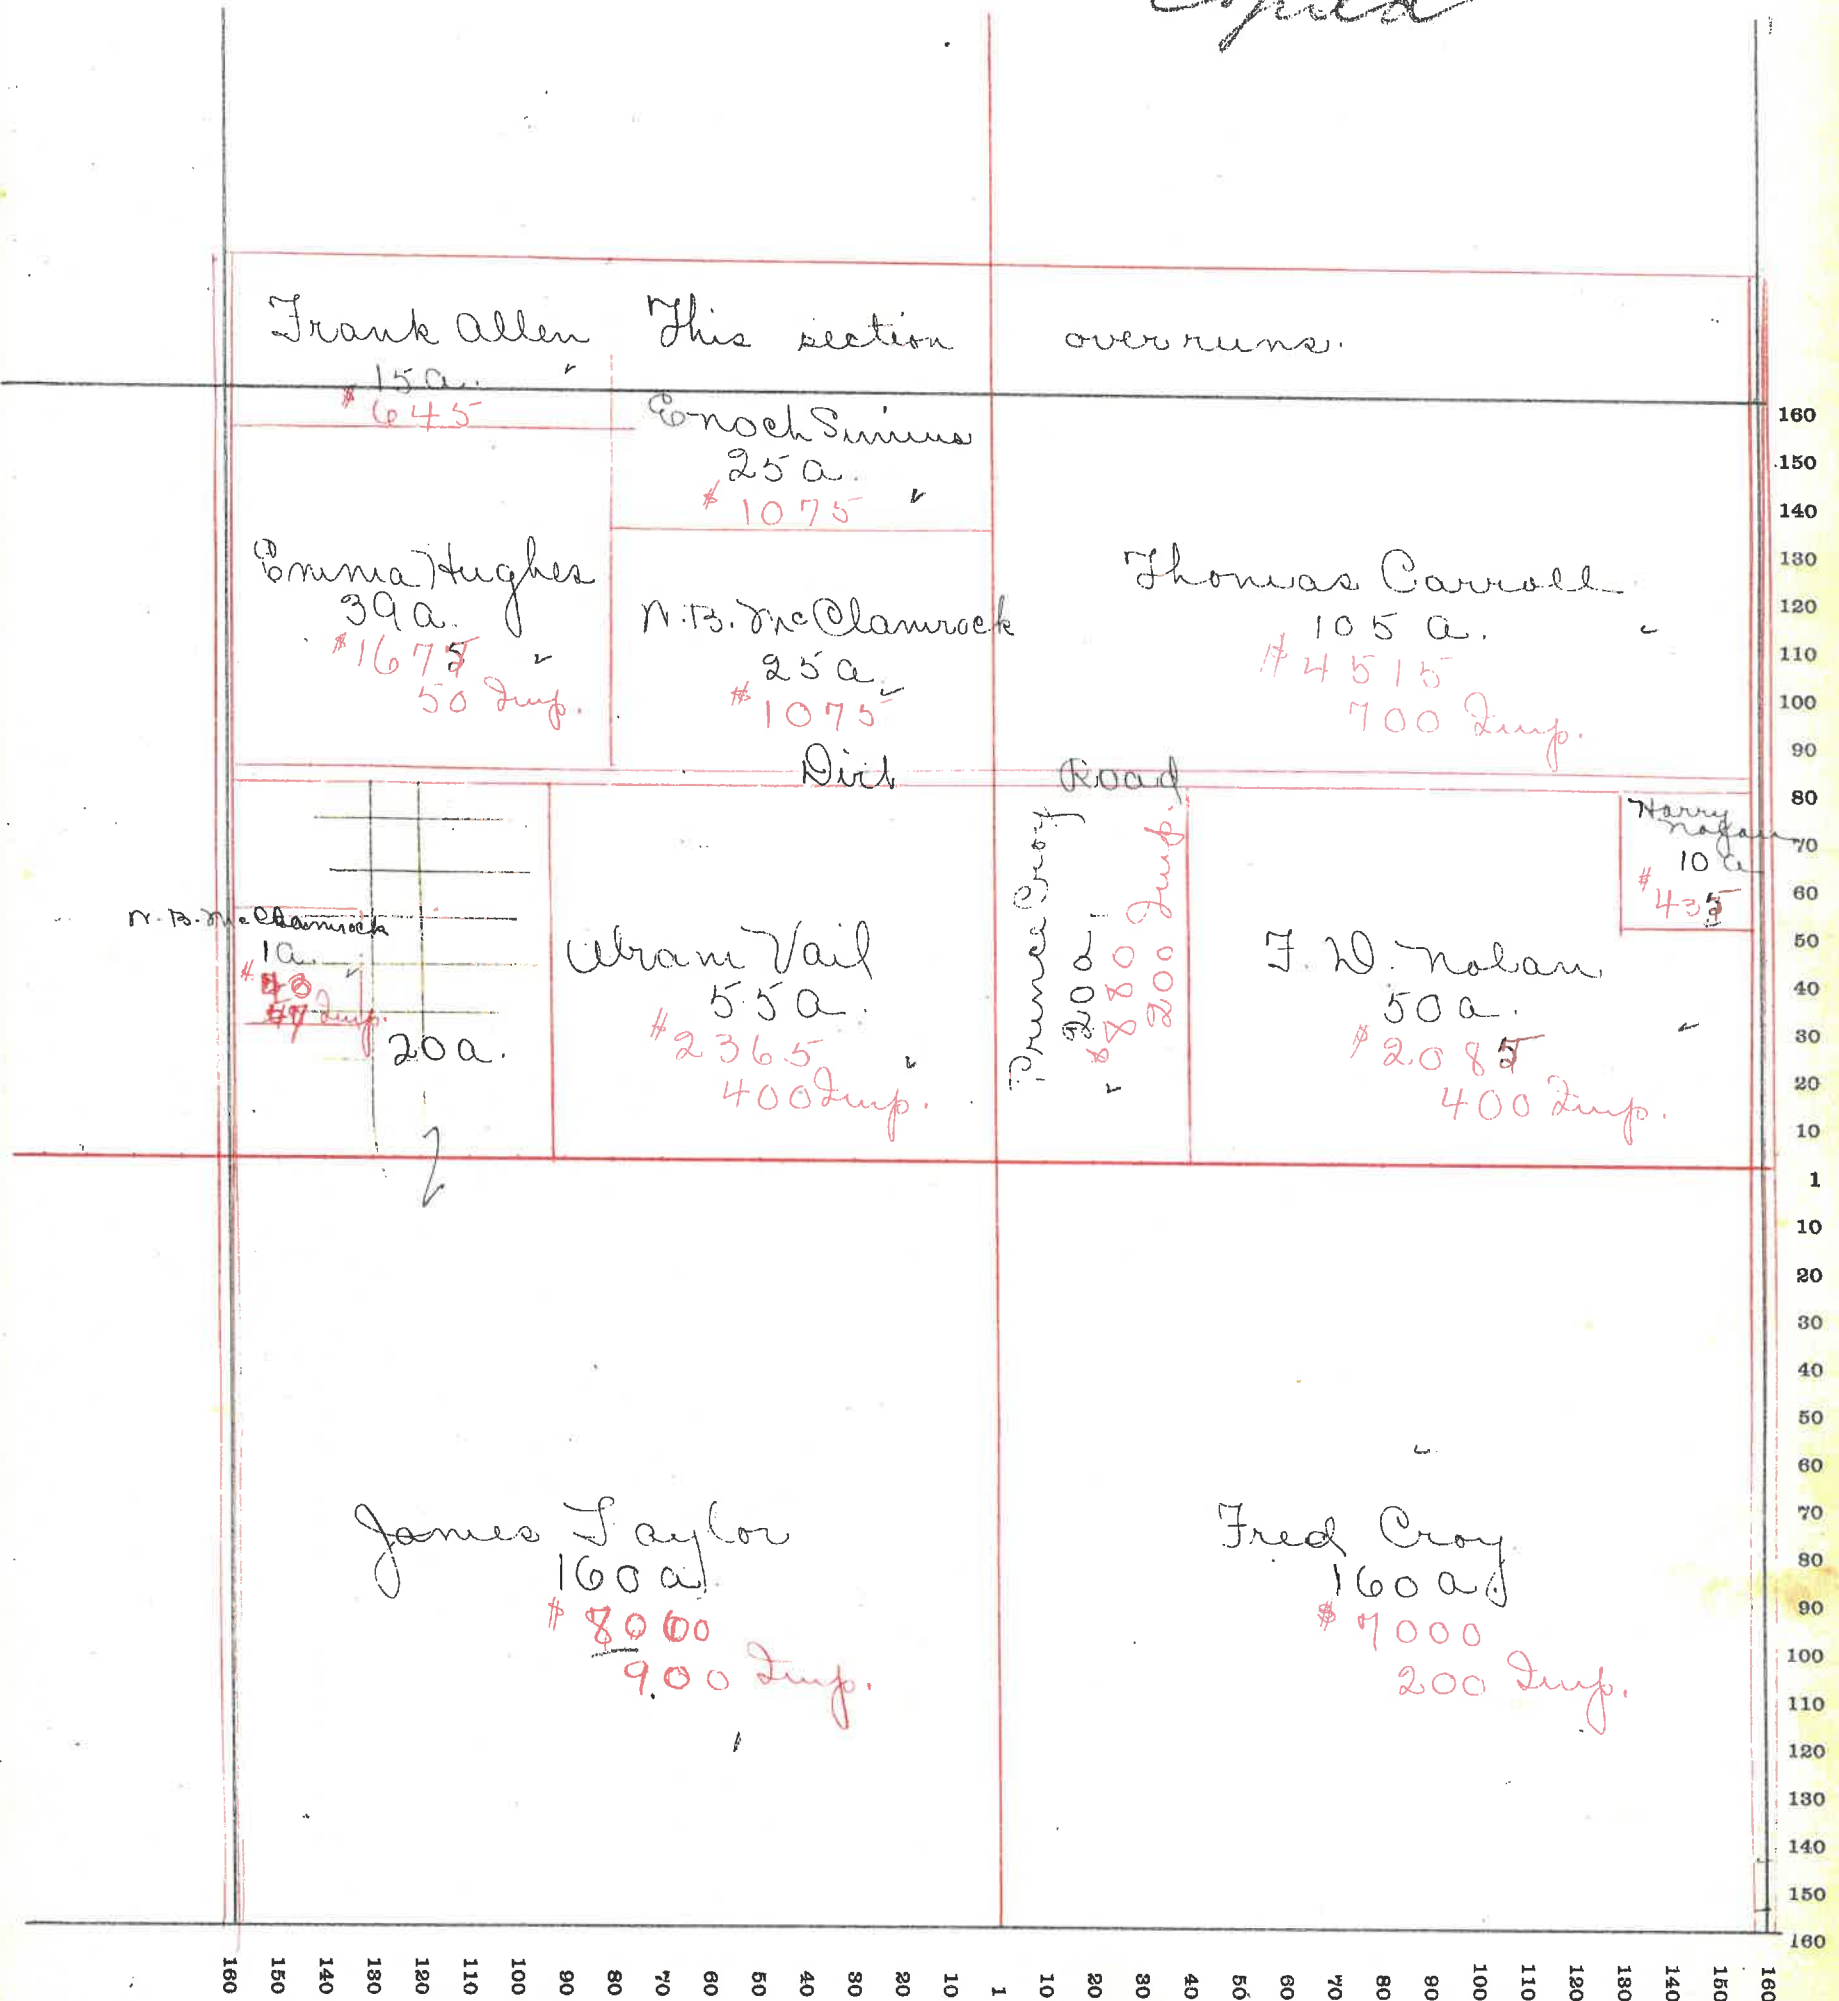 Copied
Frank Allen
15 a.
$ 645
This section overruns.
Enoch Simms
25 a.
$ 1075
Emma Hughes
39 a.
$ 1675
50 Imp.
N. B. McClamrock
25 a.
$ 1075
Thomas Carroll
105 a.
$ 4515
700 Imp.
Dirt Road
N. B. McClamrock
1 a.
$ 43
Imp.
20 a.
Abram Vail
55 a.
$ 2365
400 Imp.
Prince Croy
20 a.
$ 880
200 Imp.
F. D. Nolan
50 a.
$ 2085
400 Imp.
Harry
10 a
$ 435
James Taylor
160 a.
$ 8000
900 Imp.
Fred Croy
160 a.
$ 7000
200 Imp.
160
150
140
130
120
110
100
90
80
70
60
50
40
30
20
10
1
10
20
30
40
50
60
70
80
90
100
110
120
130
140
150
160
160 150 140 130 120 110 100 90 80 70 60 50 40 30 20 10 1 10 20 30 40 50 60 70 80 90 100 110 120 130 140 150 160